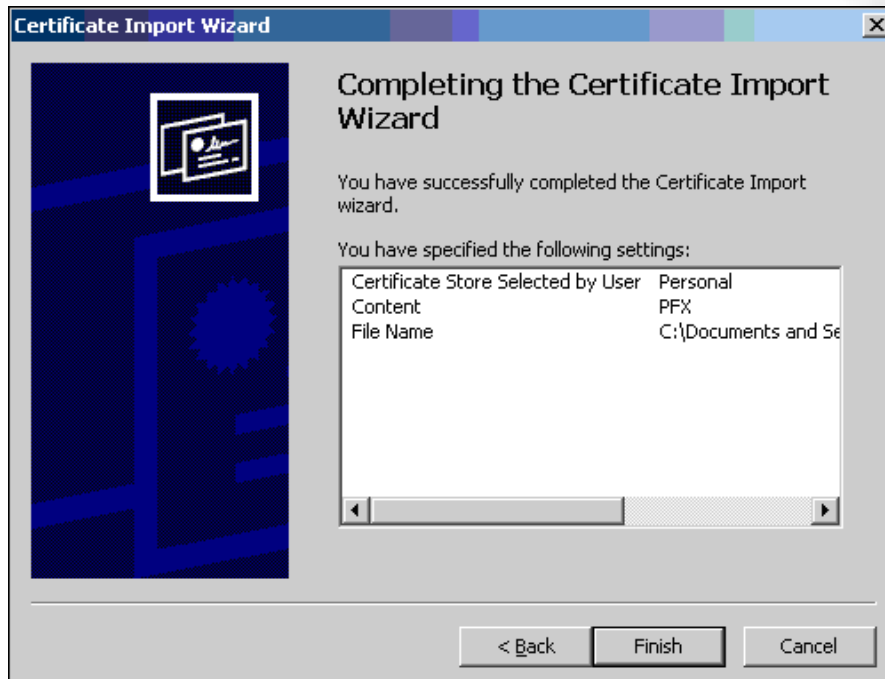 Certificate Import Wizard
Completing the Certificate Import
Wizard
You have successfully completed the Certificate Import
wizard.
You have specified the following settings:
Certificate Store Selected by User Personal
Content PFX
File Name C:\Documents and Se
< Back Finish Cancel